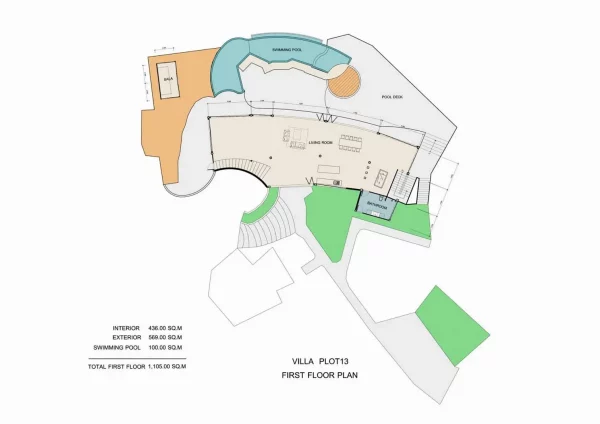 SWIMMING POOL
SALA
POOL DECK
LIVING ROOM
BATHROOM
INTERIOR 436.00 SQ.M
EXTERIOR 569.00 SQ.M
SWIMMING POOL 100.00 SQ.M
TOTAL FIRST FLOOR 1,105.00 SQ.M
VILLA PLOT13
FIRST FLOOR PLAN